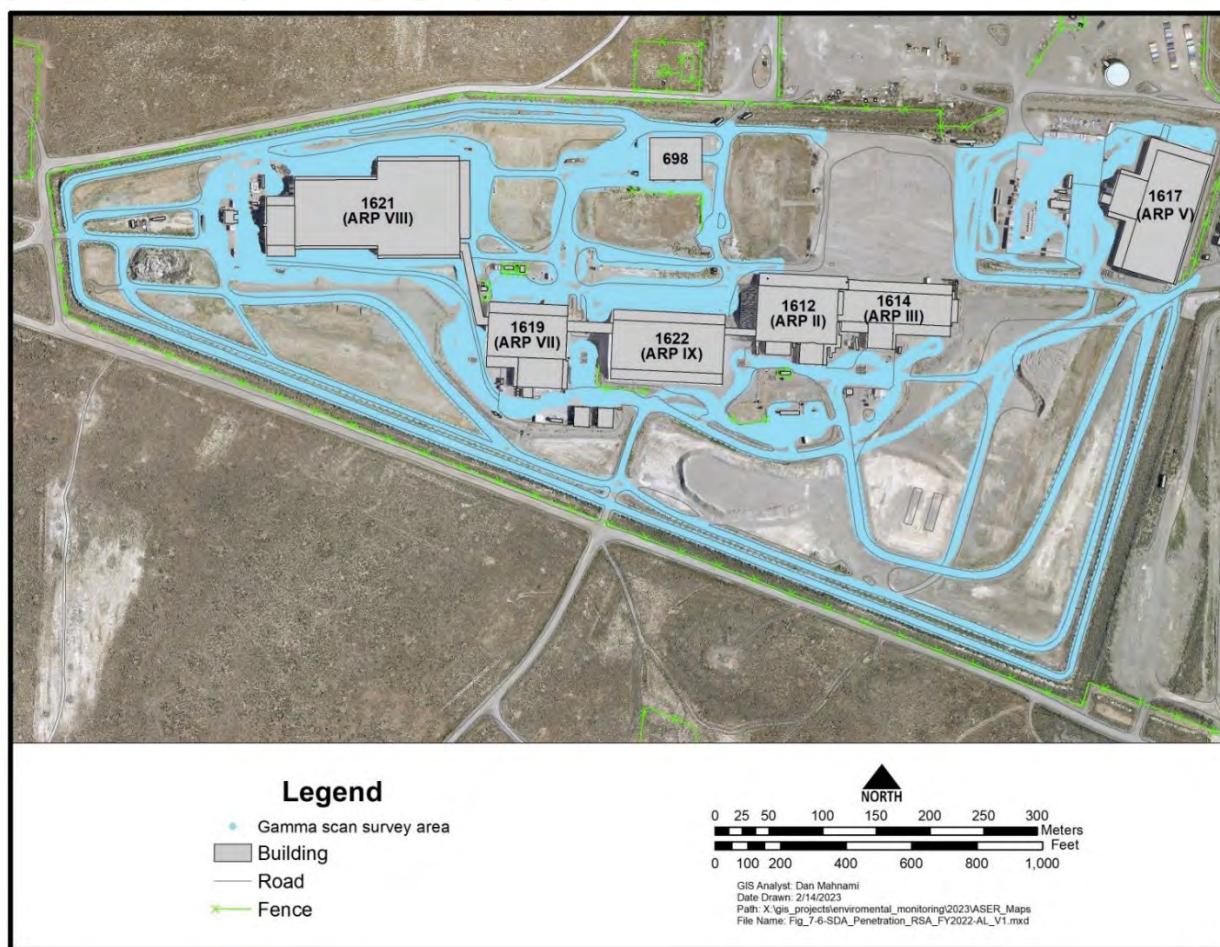 698
1621
(ARP VIII)
1617
(ARP V)
1612
(ARP II)
1614
(ARP III)
1619
(ARP VII)
1622
(ARP IX)
Legend
Gamma scan survey area
Building
Road
Fence
NORTH
0 25 50 100 150 200 250 300
Meters
Feet
0 100 200 400 600 800 1,000
GIS Analyst: Dan Mahnami
Date Drawn: 2/14/2023
Path: X:\gis_projects\enviromental_monitoring\2023\ASER_Maps
File Name: Fig_7-6-SDA_Penetration_RSA_FY2022-AL_V1.mxd